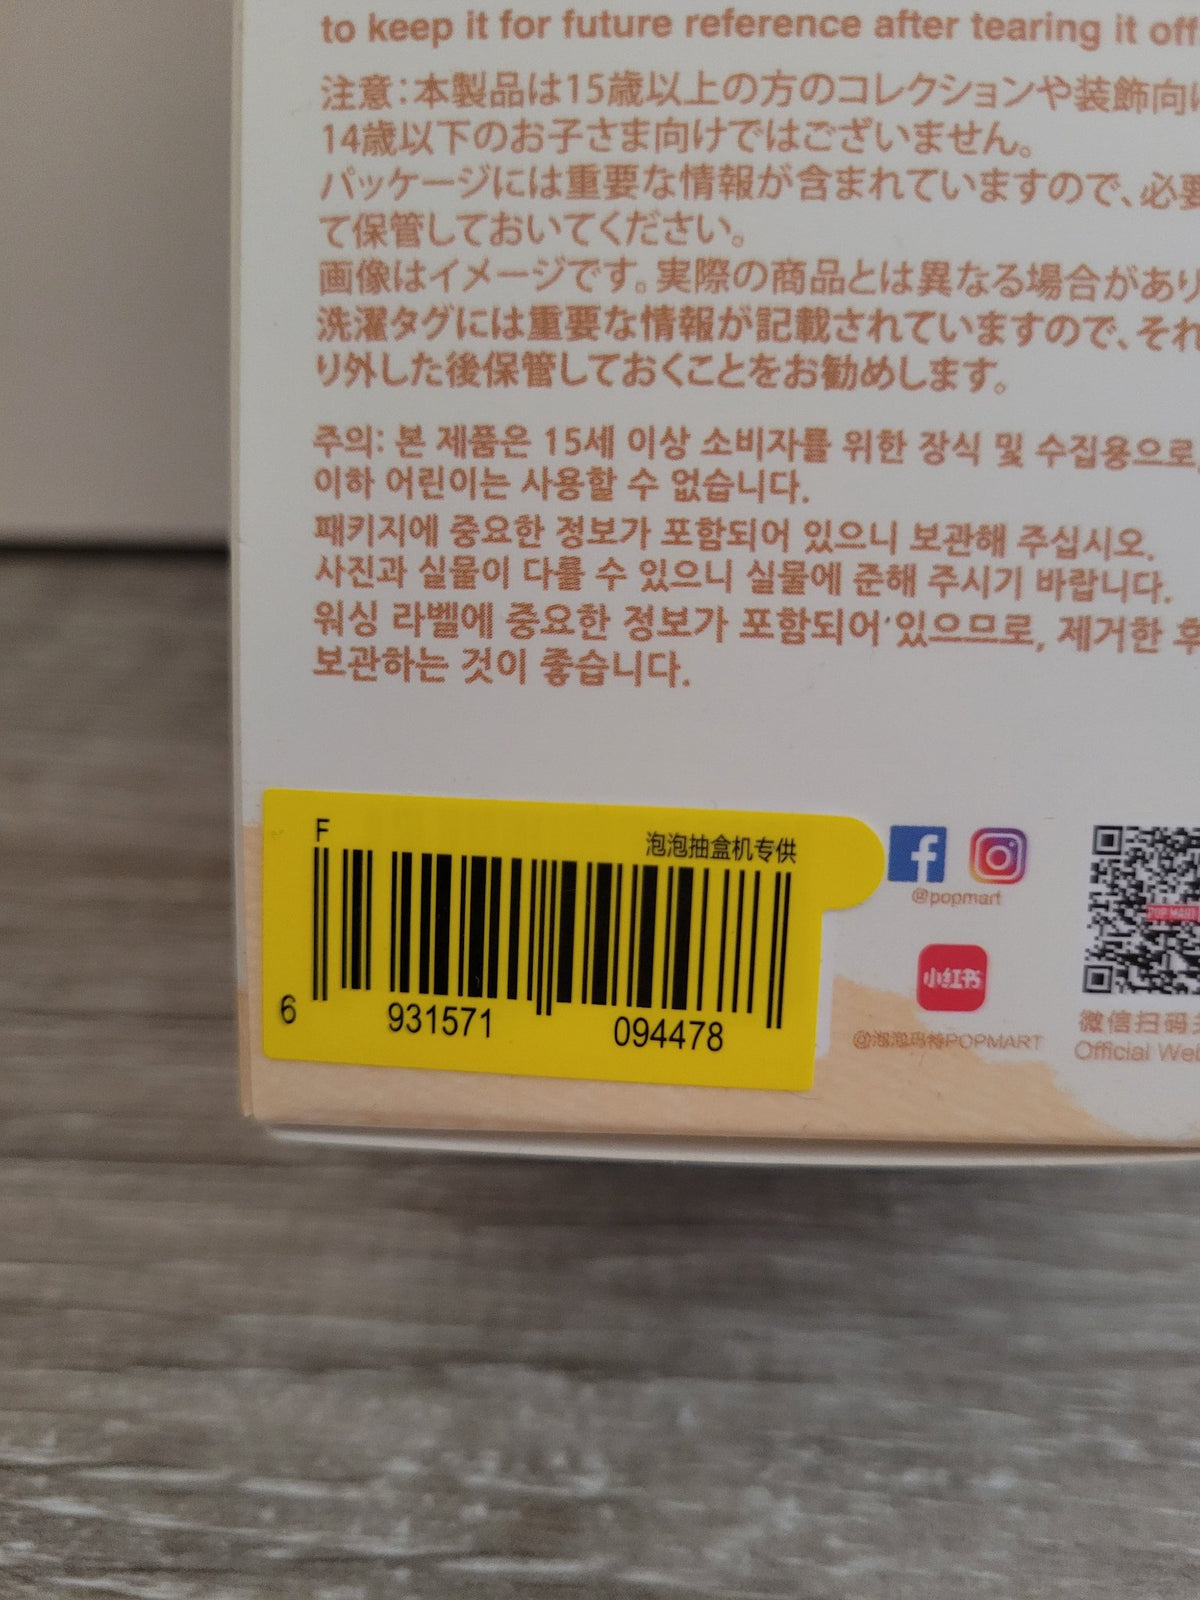 to keep it for future reference after tearing it off
注意：本製品は15歳以上の方のコレクションや装飾向け
14歳以下のお子さま向けではございません。
パッケージには重要な情報が含まれていますので、必要
て保管しておいてください。
画像はイメージです。実際の商品とは異なる場合があり
洗濯タグには重要な情報が記載されていますので、それ
り外した後保管しておくことをお勧めします。
주의: 본 제품은 15세 이상 소비자를 위한 장식 및 수집용으로,
이하 어린이는 사용할 수 없습니다.
패키지에 중요한 정보가 포함되어 있으니 보관해 주십시오.
사진과 실물이 다를 수 있으니 실물에 준해 주시기 바랍니다.
워싱 라벨에 중요한 정보가 포함되어 있으므로, 제거한 후
보관하는 것이 좋습니다.
F
泡泡抽盒机专供
6 931571 094478
@popmart
小红书
@泡泡玛特POPMART
POP MART
微信扫码
Official We